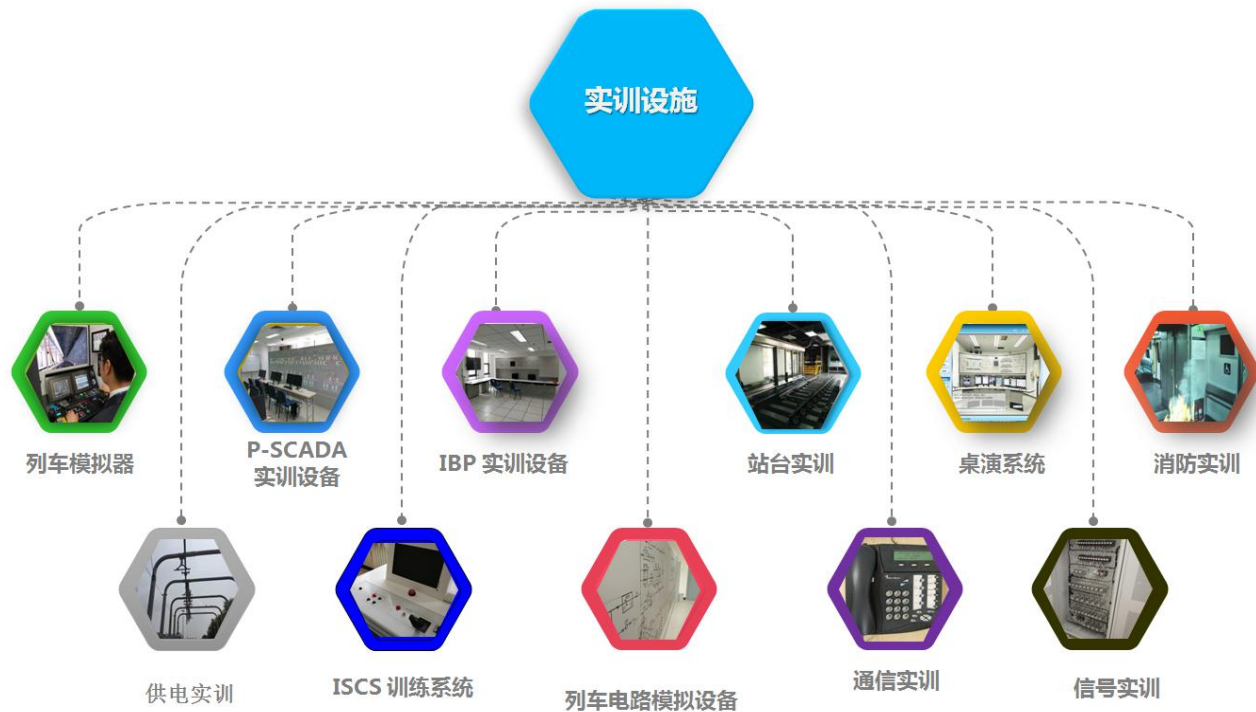 实训设施
列车模拟器
P-SCADA
实训设备
IBP 实训设备
站台实训
桌演系统
消防实训
供电实训
ISCS 训练系统
列车电路模拟设备
通信实训
信号实训